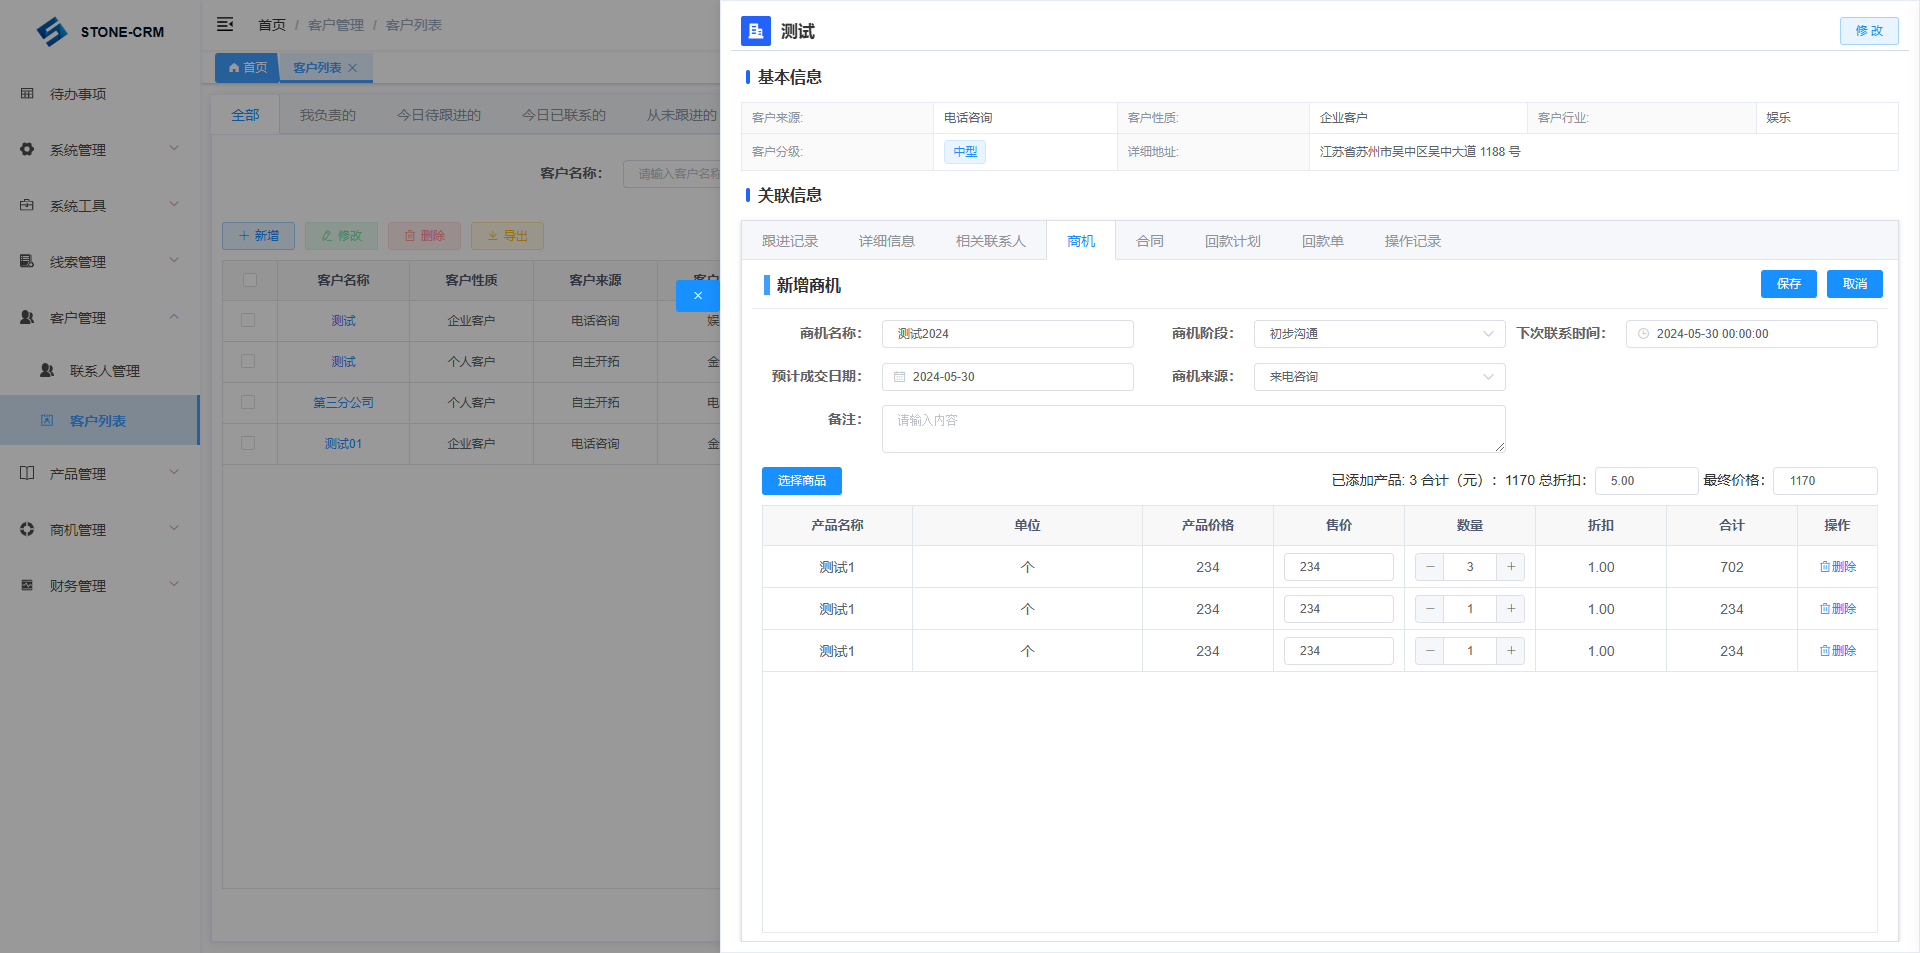 STONE-CRM
待办事项
系统管理
系统工具
线索管理
客户管理
联系人管理
客户列表
产品管理
商机管理
财务管理
首页 / 客户管理 / 客户列表
首页 客户列表
全部 我负责的 今日待跟进的 今日已联系的 从未跟进的
客户名称: 请输入客户名称
新增 修改 删除 导出
客户名称 客户性质 客户来源 客户
测试 企业客户 电话咨询 娱
测试 个人客户 自主开拓 金
第三分公司 个人客户 自主开拓 电
测试01 企业客户 电话咨询 金
测试 修 改
基本信息
客户来源: 电话咨询 客户性质: 企业客户 客户行业: 娱乐
客户分级: 中型 详细地址: 江苏省苏州市吴中区吴中大道 1188 号
关联信息
跟进记录 详细信息 相关联系人 商机 合同 回款计划 回款单 操作记录
新增商机 保存 取消
商机名称: 测试2024 商机阶段: 初步沟通 下次联系时间: 2024-05-30 00:00:00
预计成交日期: 2024-05-30 商机来源: 来电咨询
备注: 请输入内容
选择商品 已添加产品: 3 合计（元）: 1170 总折扣: 5.00 最终价格: 1170
产品名称 单位 产品价格 售价 数量 折扣 合计 操作
测试1 个 234 234 − 3 + 1.00 702 删除
测试1 个 234 234 − 1 + 1.00 234 删除
测试1 个 234 234 − 1 + 1.00 234 删除